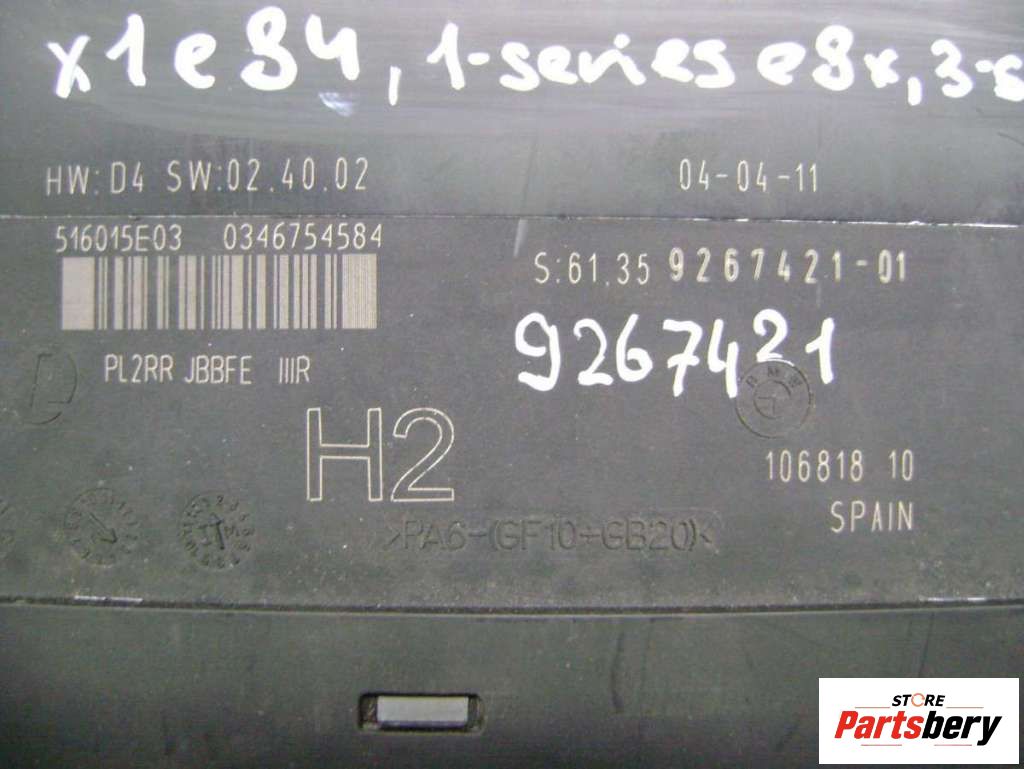 x1 e84, 1-series e8x, 3-s
HW: D4 SW:02.40.02 04-04-11
516015E03 0346754584
S:61.35 9267421-01
9267421
PL2RR JBBFE IIIR
H2
106818 10
SPAIN
>PA6-(GF10+GB20)<
STORE
Partsbery